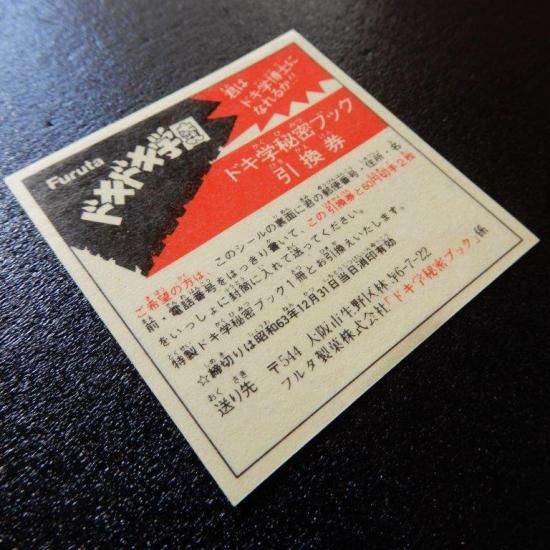 Furuta
ドキドキ学園
君は
ドキ学博士に
なれるか!!
ドキ学秘密ブック
引換券
ご希望の方は、このシールの裏面に君の郵便番号・住所・名
前・電話番号をはっきり書いて、この引換券と60円切手2枚
をいっしょに封筒に入れて送ってください。
特製ドキ学秘密ブック1冊とお引換えいたします。
☆締切りは昭和63年12月31日当日消印有効
送り先 〒544 大阪市生野区林寺6-7-22
フルタ製菓株式会社「ドキ学秘密ブック」係